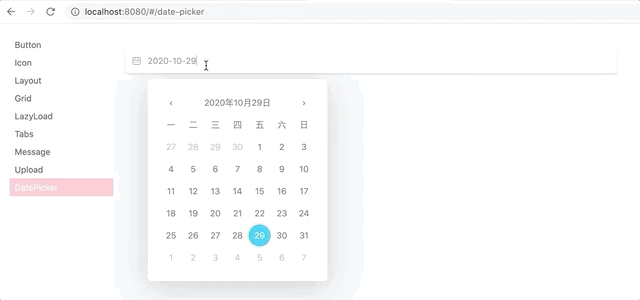 localhost:8080/#/date-picker
Button
Icon
Layout
Grid
LazyLoad
Tabs
Message
Upload
DatePicker
2020-10-29
‹ 2020年10月29日 ›
一 二 三 四 五 六 日
27 28 29 30 1 2 3
4 5 6 7 8 9 10
11 12 13 14 15 16 17
18 19 20 21 22 23 24
25 26 27 28 29 30 31
1 2 3 4 5 6 7